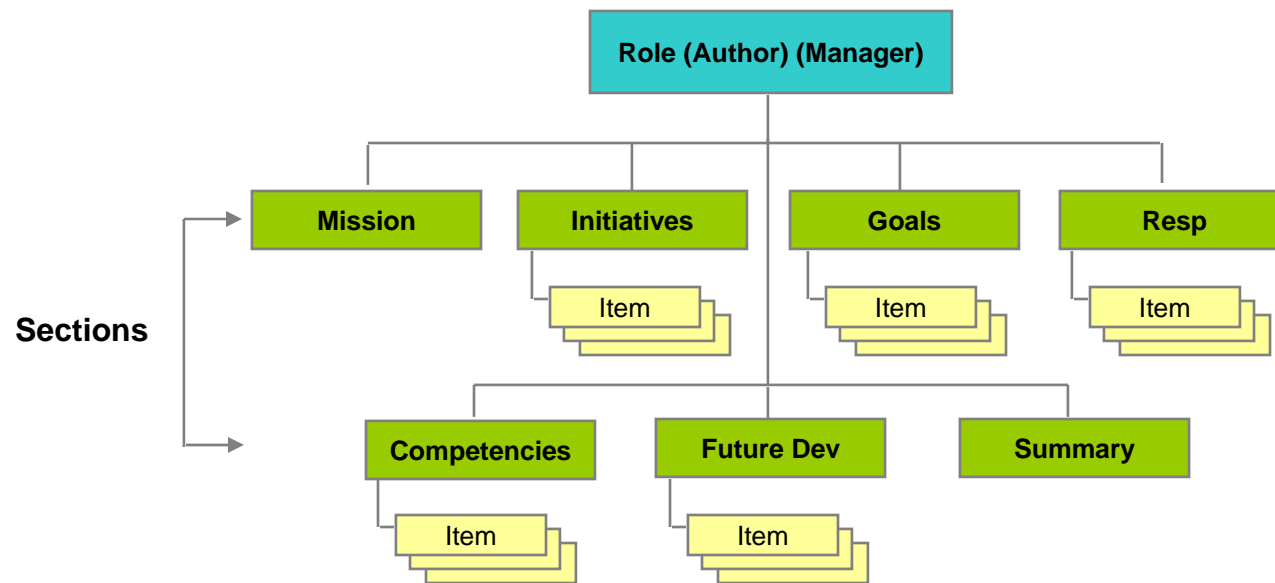 Role (Author) (Manager)
Mission
Initiatives
Goals
Resp
Item
Item
Item
Sections
Competencies
Future Dev
Summary
Item
Item